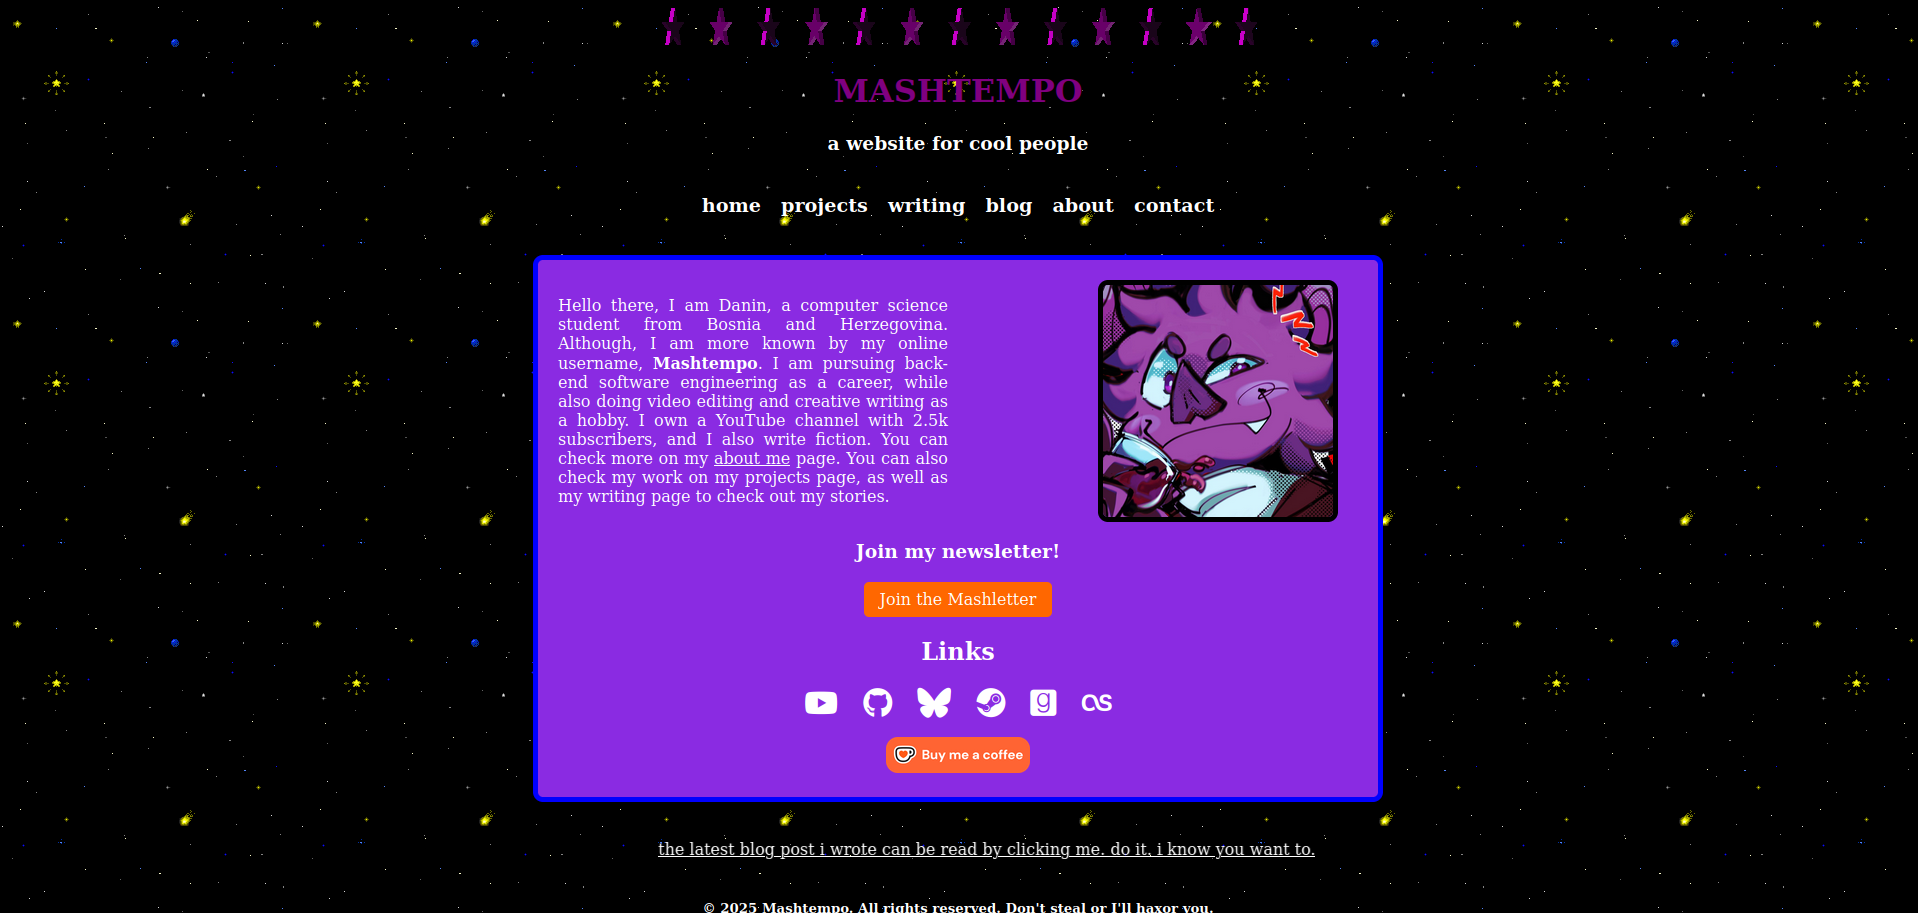 MASHTEMPO
a website for cool people
home projects writing blog about contact
Hello there, I am Danin, a computer science
student from Bosnia and Herzegovina.
Although, I am more known by my online
username, Mashtempo. I am pursuing back-
end software engineering as a career, while
also doing video editing and creative writing as
a hobby. I own a YouTube channel with 2.5k
subscribers, and I also write fiction. You can
check more on my about me page. You can also
check my work on my projects page, as well as
my writing page to check out my stories.
Join my newsletter!
Join the Mashletter
Links
Buy me a coffee
the latest blog post i wrote can be read by clicking me. do it, i know you want to.
© 2025 Mashtempo. All rights reserved. Don't steal or I'll haxor you.